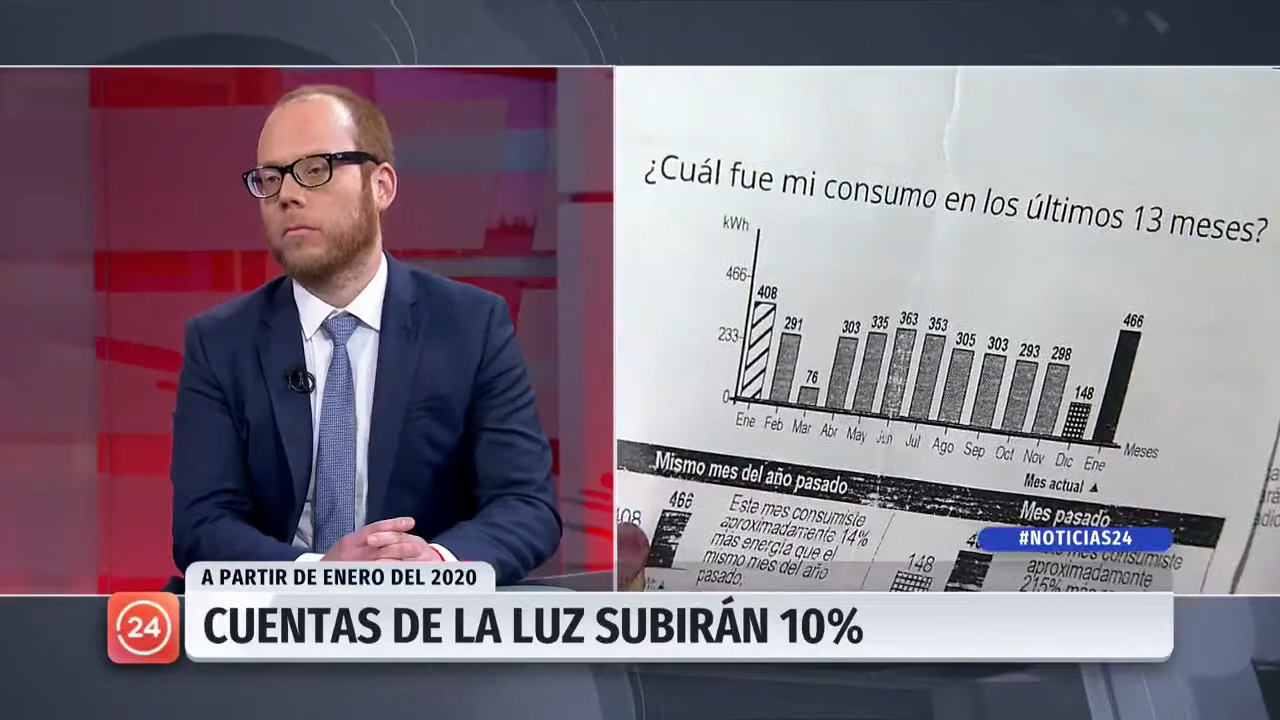 ¿Cuál fue mi consumo en los últimos 13 meses?
kWh
466
233
0
408
291
76
303
335
363
353
305
303
293
298
148
466
Ene Feb Mar Abr May Jun Jul Ago Sep Oct Nov Dic Ene
Meses
Mes actual ▲
Mismo mes del año pasado
466
Este mes consumiste
aproximadamente 14%
más energía que el
mismo mes del año
pasado.
Mes pasado
148
mes consumiste
aproximadamente
215%
#NOTICIAS24
A PARTIR DE ENERO DEL 2020
24
CUENTAS DE LA LUZ SUBIRÁN 10%